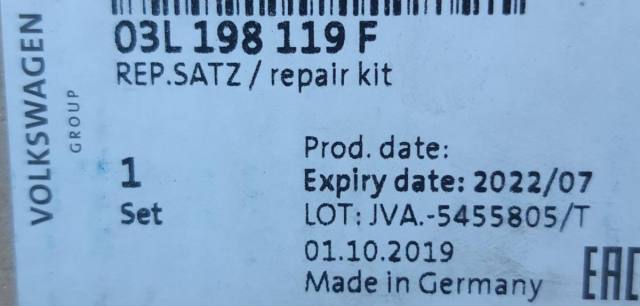 VOLKSWAGEN
GROUP
03L 198 119 F
REP.SATZ / repair kit
1
Set
Prod. date:
Expiry date: 2022/07
LOT: JVA.-5455805/T
01.10.2019
Made in Germany
EAC